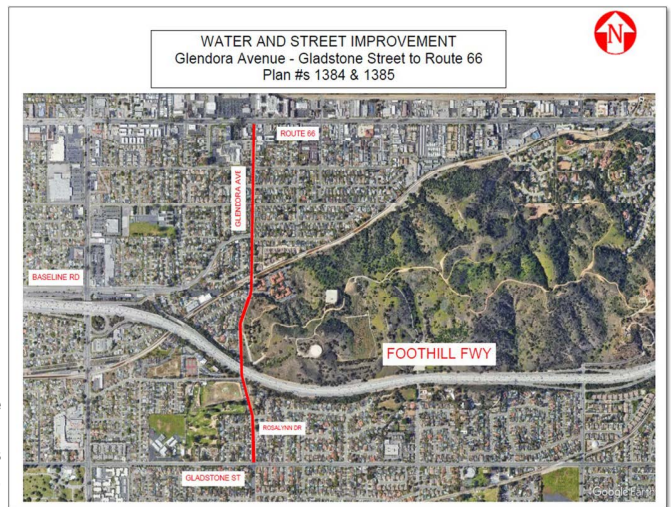 N
WATER AND STREET IMPROVEMENT
Glendora Avenue - Gladstone Street to Route 66
Plan #s 1384 & 1385
ROUTE 66
GLENDORA AVE
BASELINE RD
FOOTHILL FWY
ROSALYNN DR
GLADSTONE ST
Google Earth